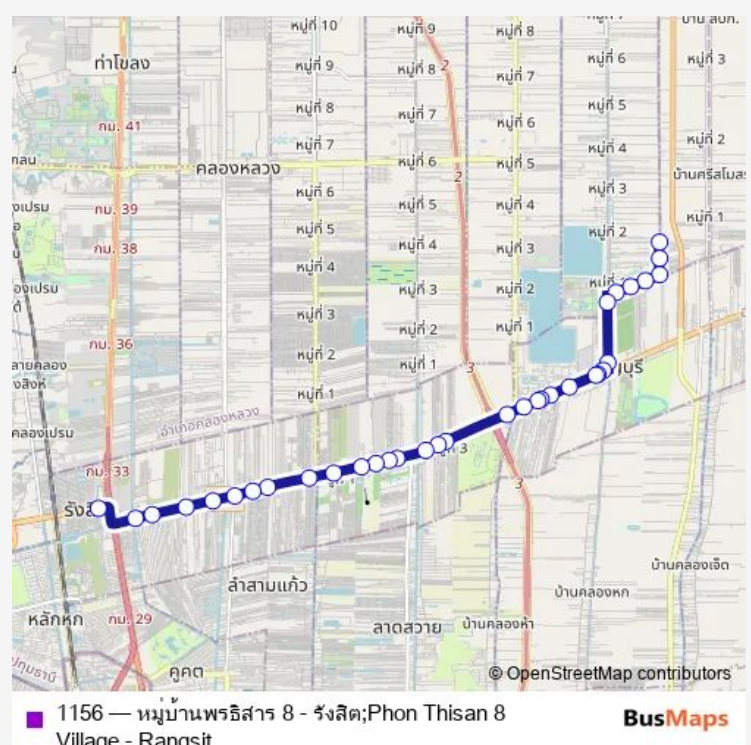 หมู่ที่ 10
หมู่ที่ 9
หมู่ที่ 8
หมู่ที่ 6
หมู่ที่ 3
ท่าโขลง
หมู่ที่ 9
หมู่ที่ 8
2
หมู่ที่ 7
หมู่ที่ 8
หมู่ที่ 7
หมู่ที่ 5
กม. 41
หมู่ที่ 7
หมู่ที่ 6
หมู่ที่ 4
หมู่ที่ 2
คลองหลวง
หมู่ที่ 6
หมู่ที่ 5
2
บ้านศรีสโมสร
หมู่ที่ 6
หมู่ที่ 5
หมู่ที่ 4
หมู่ที่ 3
กม. 39
หมู่ที่ 1
กม. 38
หมู่ที่ 5
หมู่ที่ 4
หมู่ที่ 3
หมู่ที่ 2
หมู่ที่ 4
หมู่ที่ 3
หมู่ที่ 2
หมู่ที่ 3
หมู่ที่ 2
หมู่ที่ 1
กม. 36
หมู่ที่ 2
หมู่ที่ 1
3
หมู่ที่ 1
อำเภอคลองหลวง
กม. 33
3
3
บ้านคลองเจ็ด
ลำสามแก้ว
บ้านคลองหก
หลักหก
กม. 29
ลาดสวาย
บ้านคลองห้า
คูคต
© OpenStreetMap contributors
1156 — หมู่บ้านพรธิสาร 8 - รังสิต;Phon Thisan 8
Village - Rangsit
BusMaps